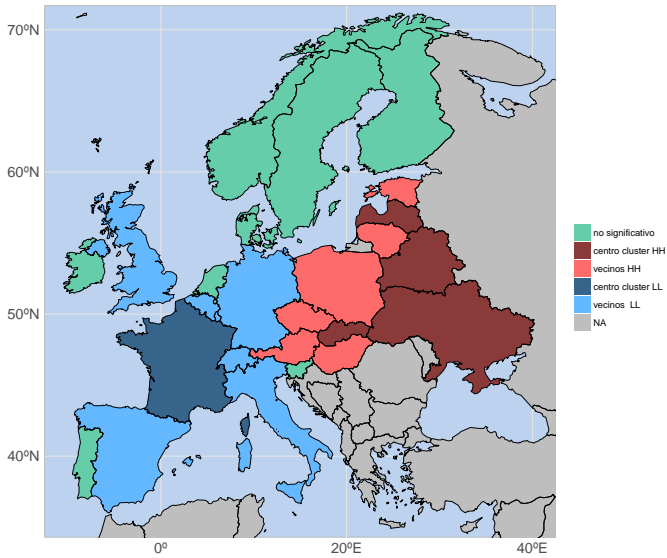 70ºN
60ºN
50ºN
40ºN
0º
20ºE
40ºE
no significativo
centro cluster HH
vecinos HH
centro cluster LL
vecinos  LL
NA